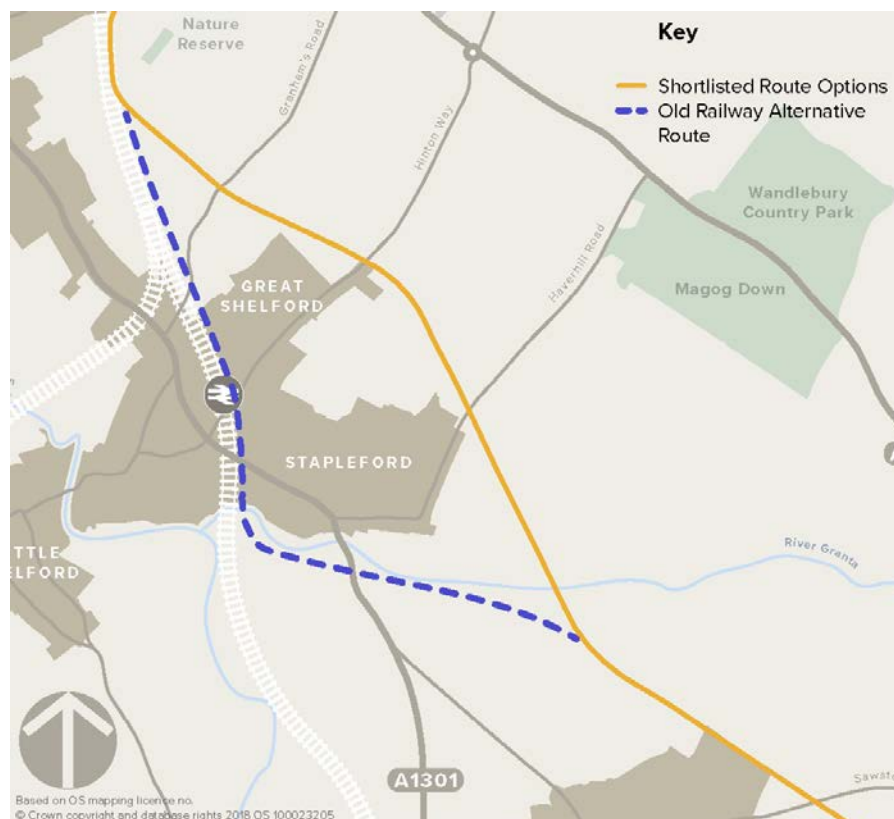 Nature
Reserve
Granham's Road
Hinton Way
Key
Shortlisted Route Options
Old Railway Alternative
Route
Wandlebury
Country Park
Magog Down
Haverhill Road
GREAT
SHELFORD
STAPLEFORD
River Granta
TTLE
ELFORD
A1301
Sawst
Based on OS mapping licence no.
© Crown copyright and database rights 2018 OS 100023205